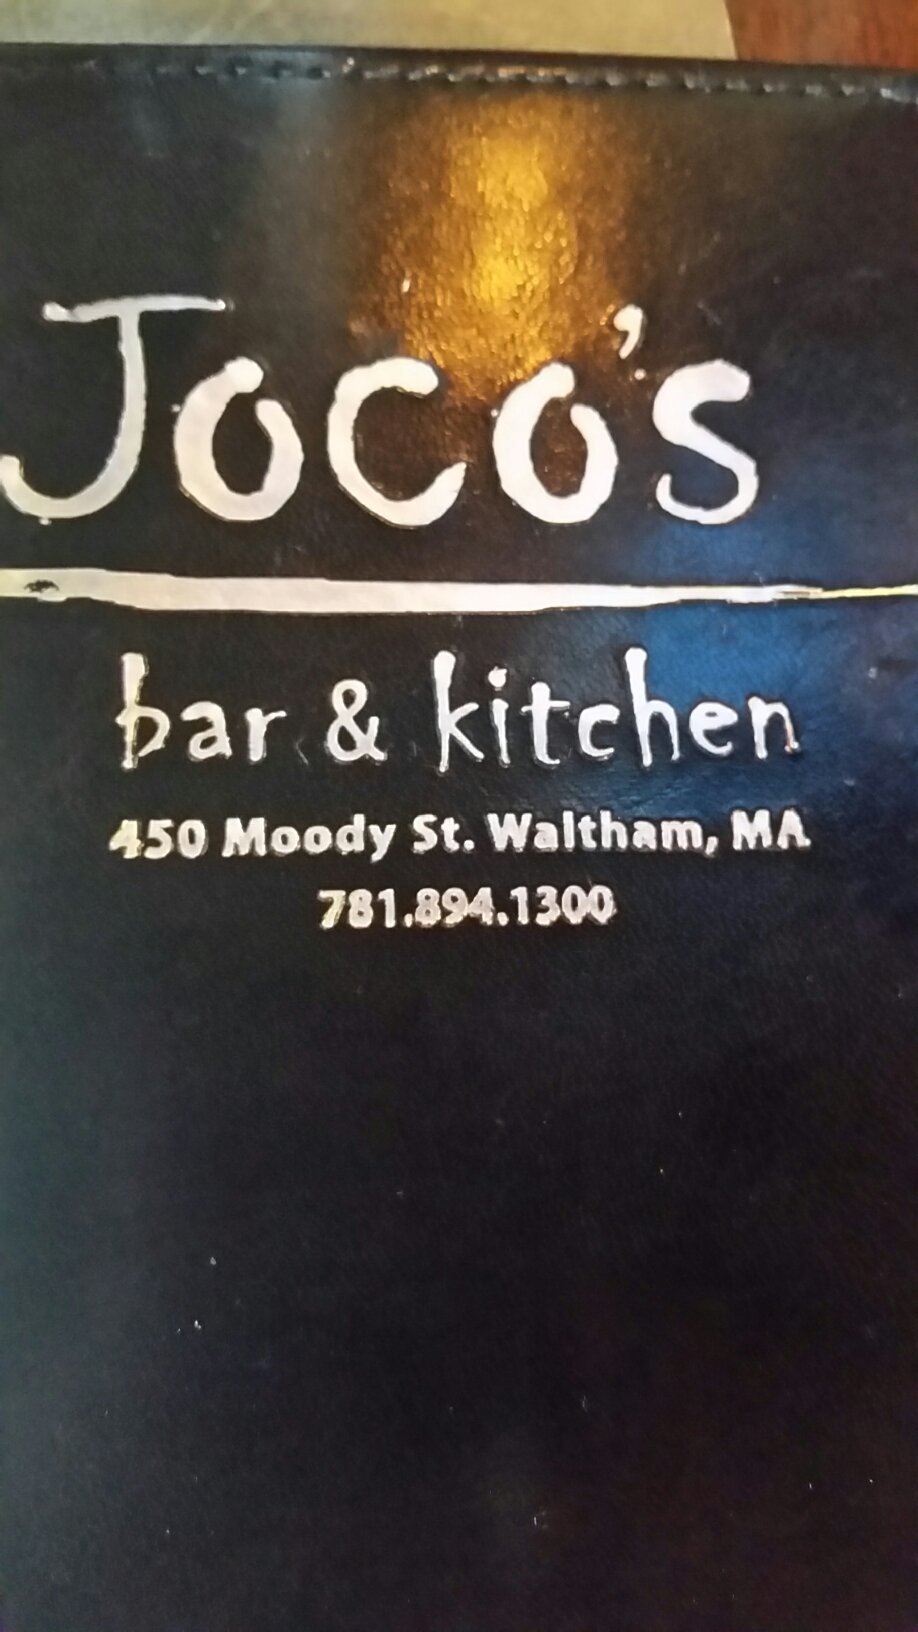 Joco's
bar & kitchen
450 Moody St. Waltham, MA
781.894.1300